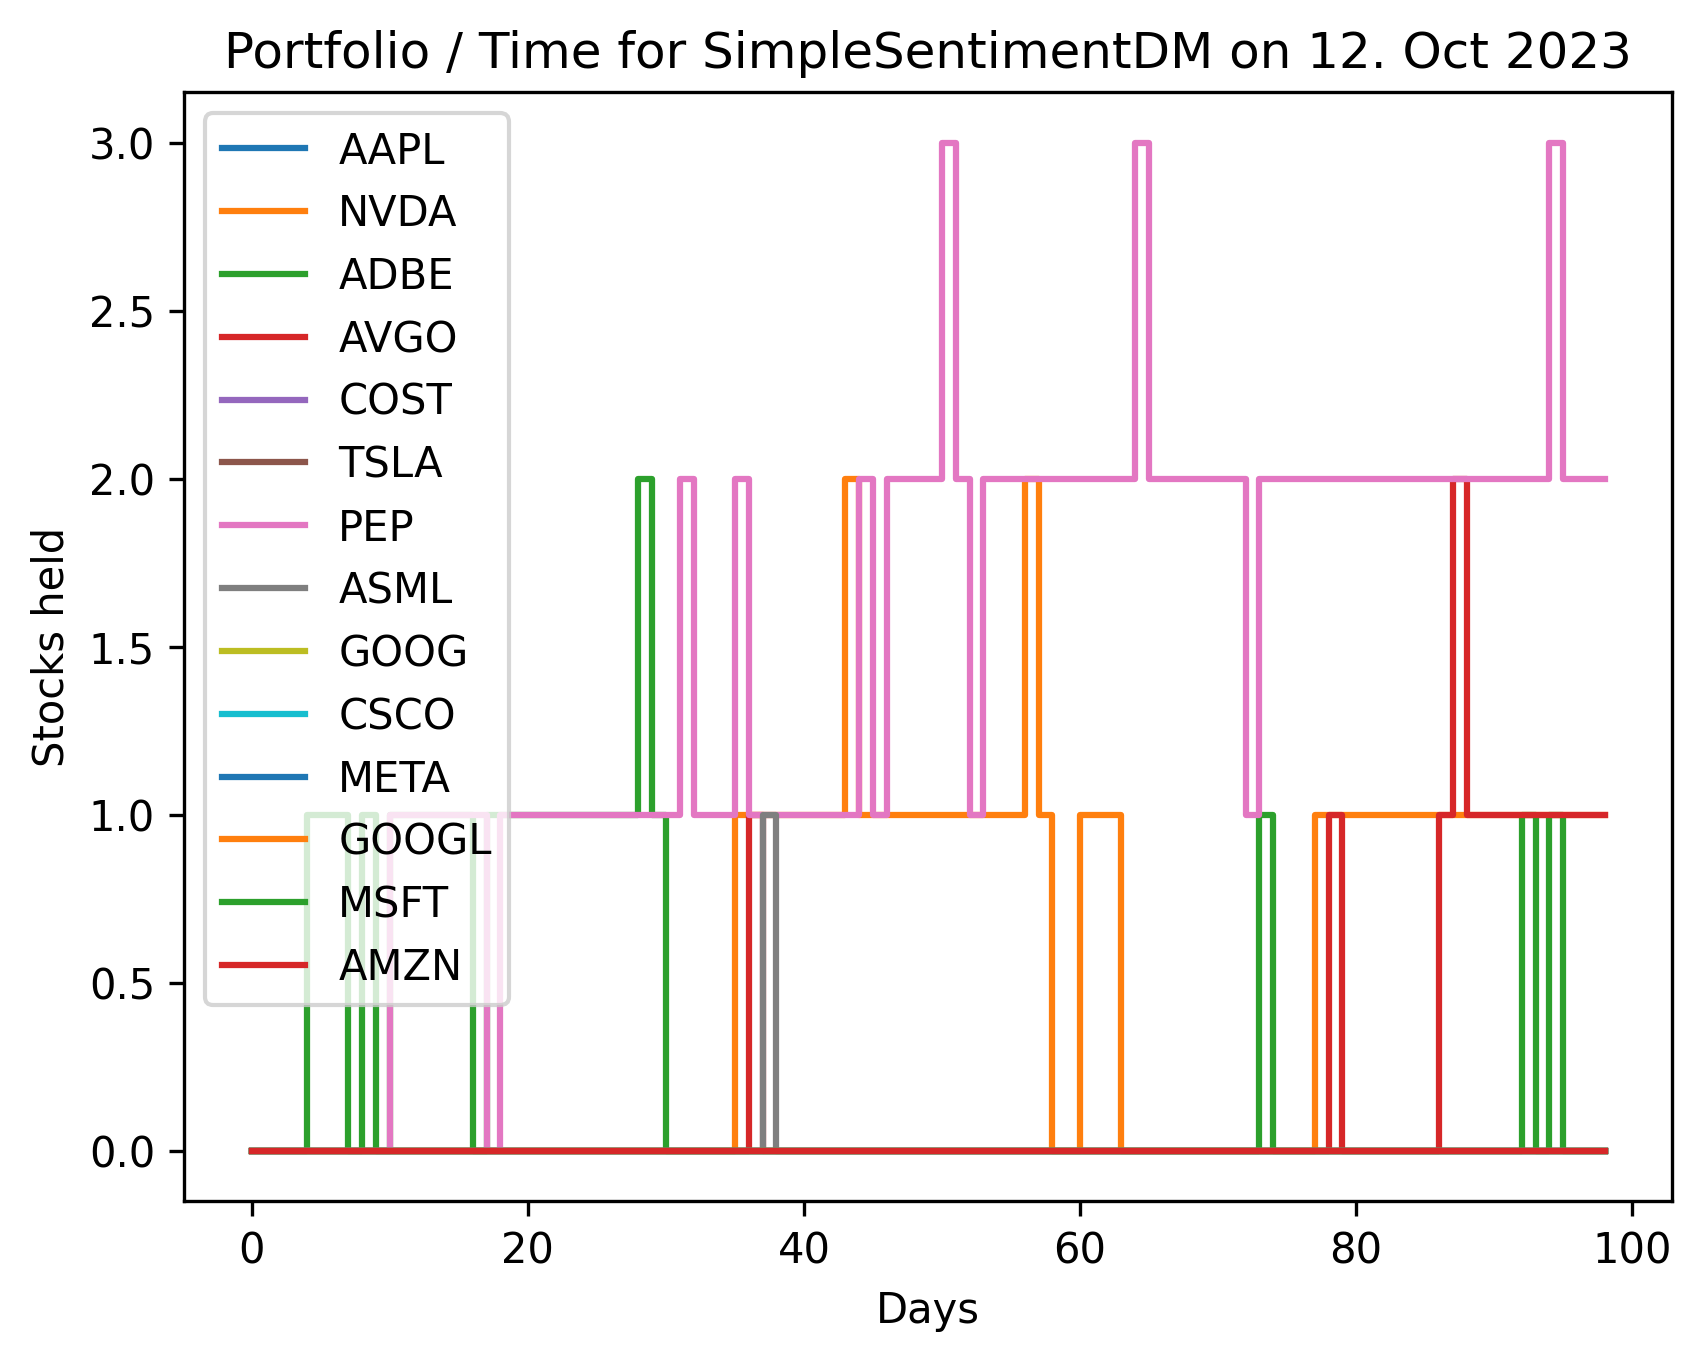 Portfolio / Time for SimpleSentimentDM on 12. Oct 2023
3.0
2.5
2.0
1.5
1.0
0.5
0.0
Stocks held
AAPL
NVDA
ADBE
AVGO
COST
TSLA
PEP
ASML
GOOG
CSCO
META
GOOGL
MSFT
AMZN
0 20 40 60 80 100
Days